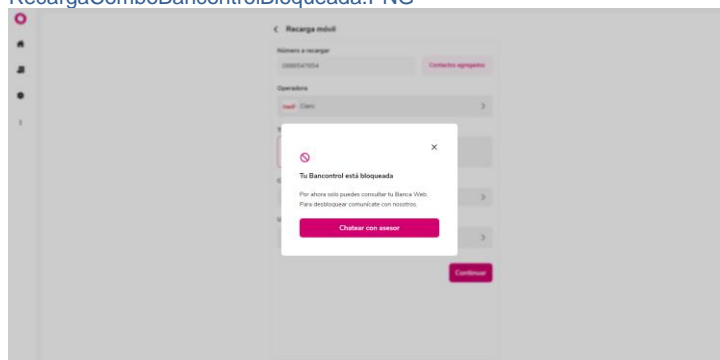 RecargaComboBancontrolBloqueada.PNG
Recarga móvil
Número a recargar
Contactos agregados
Operadora
Claro
Tu Bancontrol está bloqueada
Por ahora solo puedes consultar tu Banca Web.
Para desbloquear comunícate con nosotros.
Chatear con asesor
Continuar